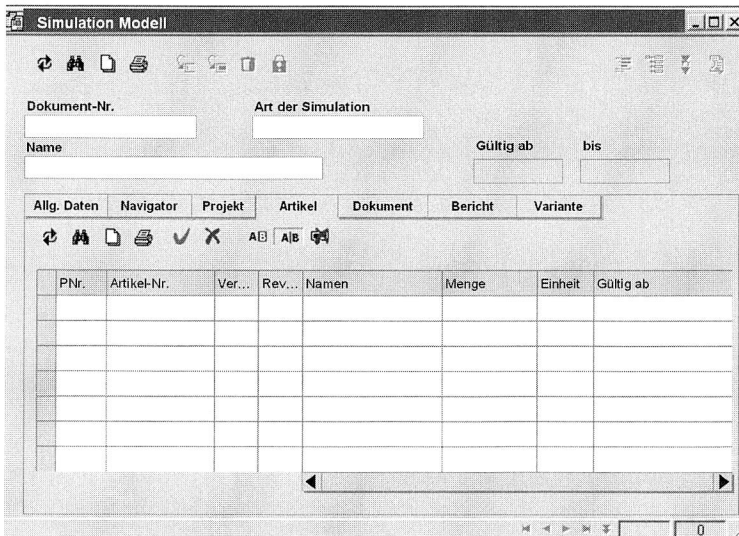 Simulation Modell
Dokument-Nr. Art der Simulation
Name Gültig ab bis
Allg. Daten Navigator Projekt Artikel Dokument Bericht Variante
A A|B
PNr. Artikel-Nr. Ver... Rev... Namen Menge Einheit Gültig ab
0